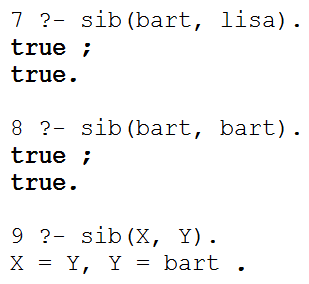 7 ?- sib(bart, lisa).
true ;
true.
8 ?- sib(bart, bart).
true ;
true.
9 ?- sib(X, Y).
X = Y, Y = bart .